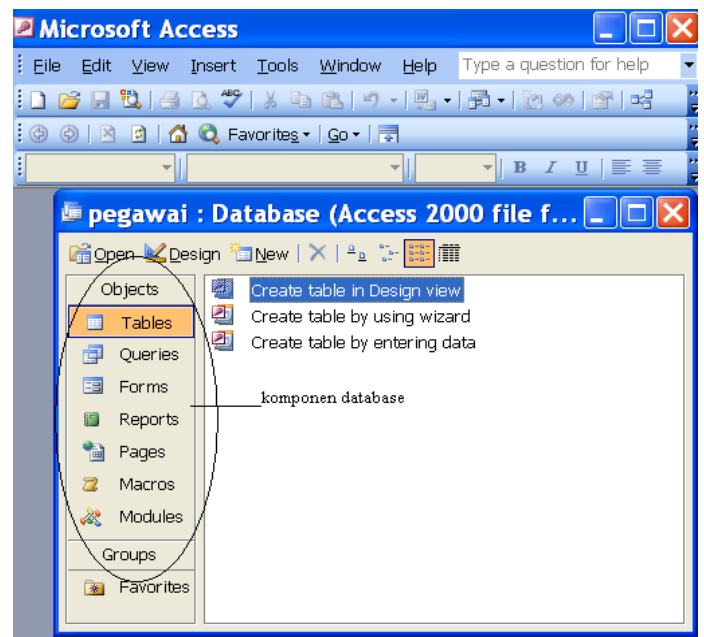 Microsoft Access
File Edit View Insert Tools Window Help Type a question for help
Favorites Go
B I U
pegawai : Database (Access 2000 file f...
Open Design New
Objects
Create table in Design view
Tables
Create table by using wizard
Queries
Create table by entering data
Forms
komponen database
Reports
Pages
Macros
Modules
Groups
Favorites